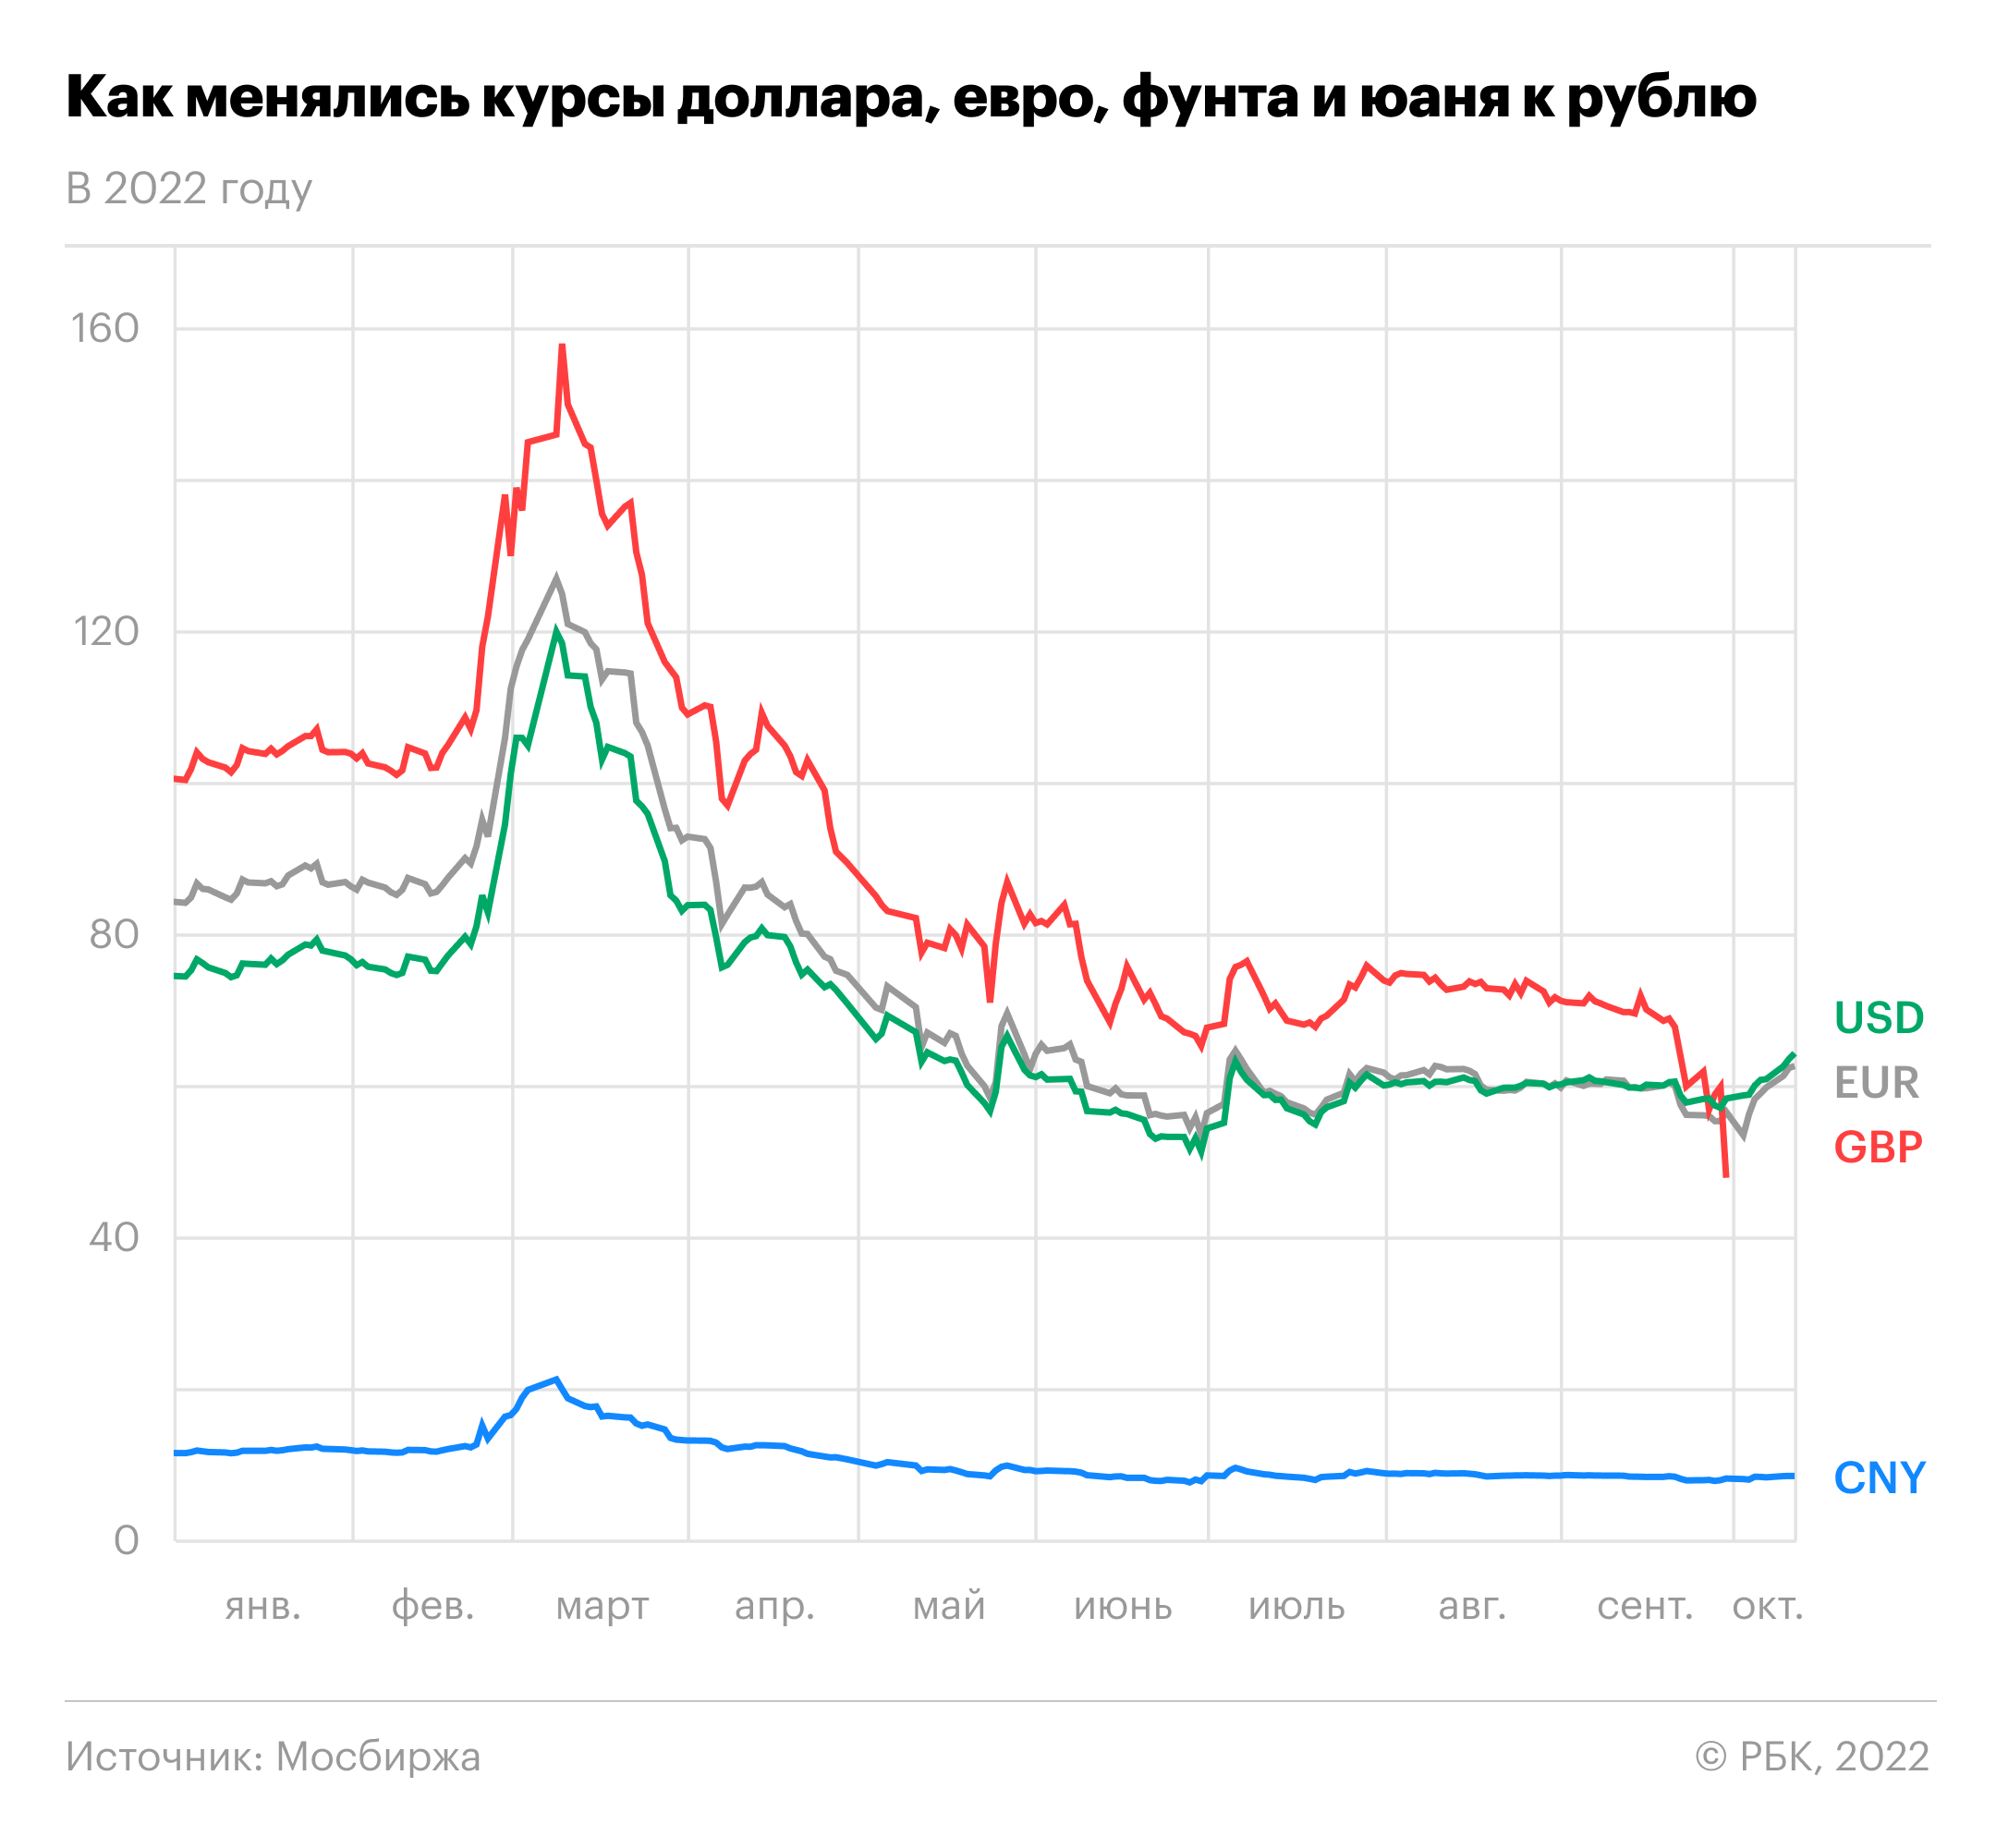 Как менялись курсы доллара, евро, фунта и юаня к рублю
В 2022 году
160
120
80
40
0
USD
EUR
GBP
CNY
янв. фев. март апр. май июнь июль авг. сент. окт.
Источник: Мосбиржа
© РБК, 2022